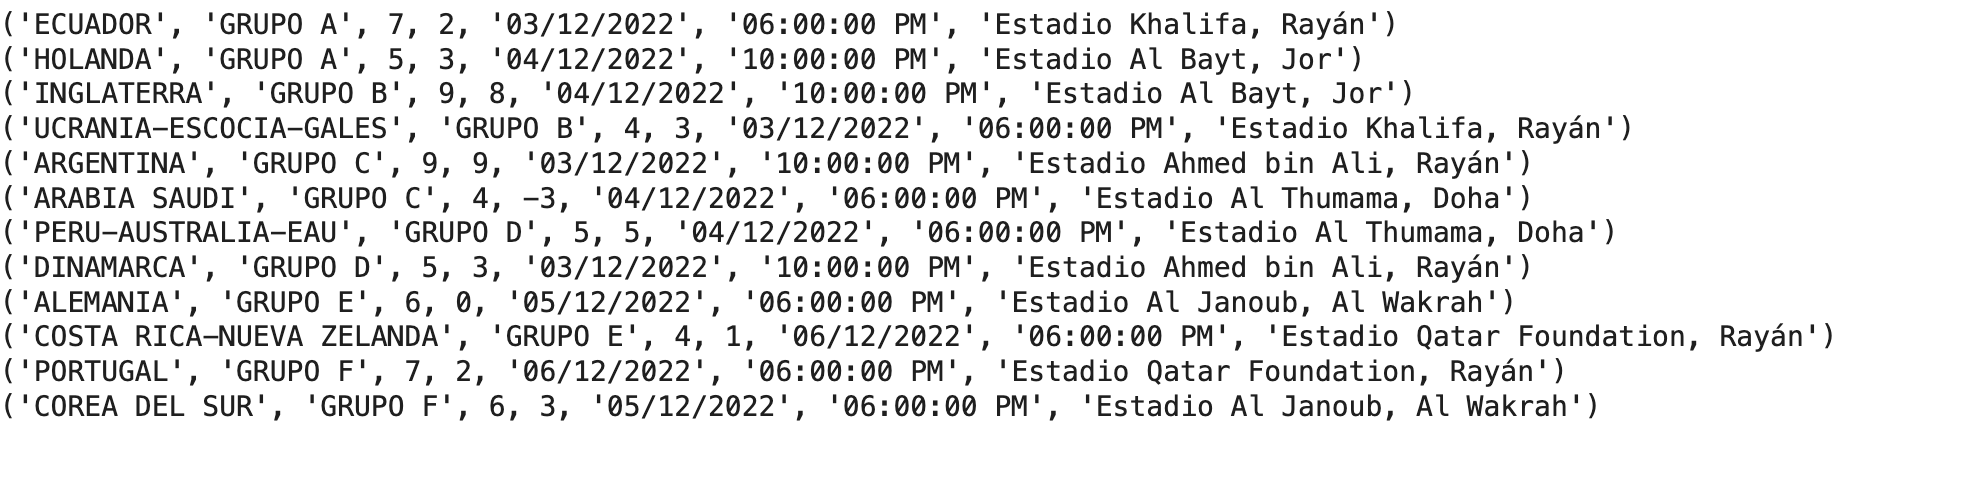 ('ECUADOR', 'GRUPO A', 7, 2, '03/12/2022', '06:00:00 PM', 'Estadio Khalifa, Rayán')
('HOLANDA', 'GRUPO A', 5, 3, '04/12/2022', '10:00:00 PM', 'Estadio Al Bayt, Jor')
('INGLATERRA', 'GRUPO B', 9, 8, '04/12/2022', '10:00:00 PM', 'Estadio Al Bayt, Jor')
('UCRANIA-ESCOCIA-GALES', 'GRUPO B', 4, 3, '03/12/2022', '06:00:00 PM', 'Estadio Khalifa, Rayán')
('ARGENTINA', 'GRUPO C', 9, 9, '03/12/2022', '10:00:00 PM', 'Estadio Ahmed bin Ali, Rayán')
('ARABIA SAUDI', 'GRUPO C', 4, -3, '04/12/2022', '06:00:00 PM', 'Estadio Al Thumama, Doha')
('PERU-AUSTRALIA-EAU', 'GRUPO D', 5, 5, '04/12/2022', '06:00:00 PM', 'Estadio Al Thumama, Doha')
('DINAMARCA', 'GRUPO D', 5, 3, '03/12/2022', '10:00:00 PM', 'Estadio Ahmed bin Ali, Rayán')
('ALEMANIA', 'GRUPO E', 6, 0, '05/12/2022', '06:00:00 PM', 'Estadio Al Janoub, Al Wakrah')
('COSTA RICA-NUEVA ZELANDA', 'GRUPO E', 4, 1, '06/12/2022', '06:00:00 PM', 'Estadio Qatar Foundation, Rayán')
('PORTUGAL', 'GRUPO F', 7, 2, '06/12/2022', '06:00:00 PM', 'Estadio Qatar Foundation, Rayán')
('COREA DEL SUR', 'GRUPO F', 6, 3, '05/12/2022', '06:00:00 PM', 'Estadio Al Janoub, Al Wakrah')